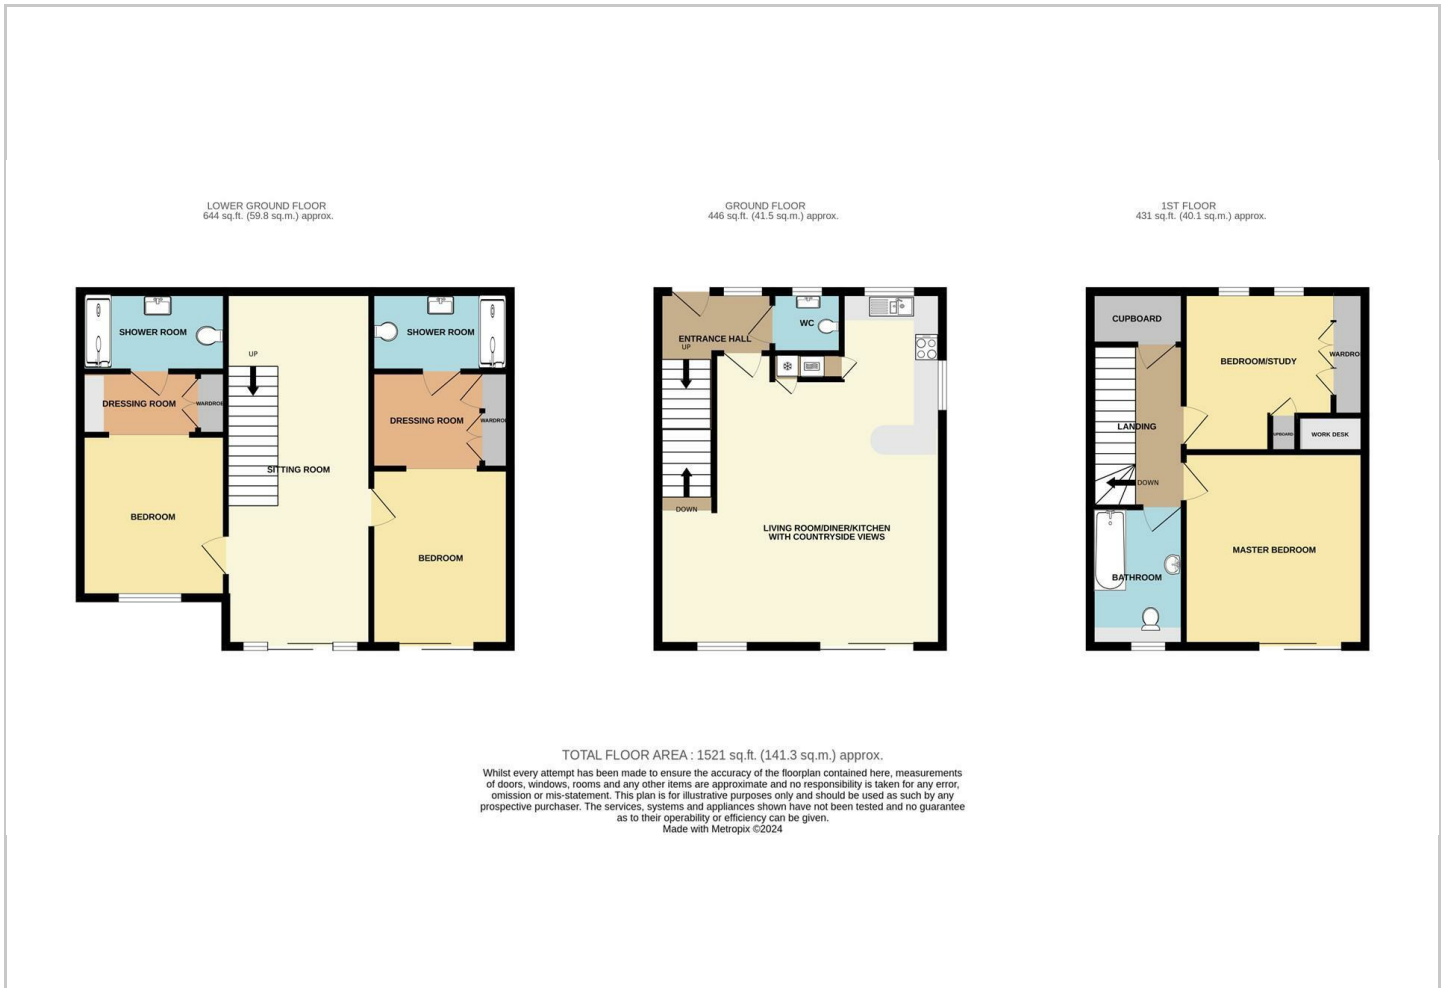 LOWER GROUND FLOOR
644 sq.ft. (59.8 sq.m.) approx.
SHOWER ROOM
UP
SHOWER ROOM
DRESSING ROOM
WARDROBE
DRESSING ROOM
WARDRO
SITTING ROOM
BEDROOM
BEDROOM
GROUND FLOOR
446 sq.ft. (41.5 sq.m.) approx.
WC
ENTRANCE HALL
UP
DOWN
LIVING ROOM/DINER/KITCHEN
WITH COUNTRYSIDE VIEWS
1ST FLOOR
431 sq.ft. (40.1 sq.m.) approx.
CUPBOARD
BEDROOM/STUDY
WARDRO
LANDING
CUPBOARD
WORK DESK
DOWN
MASTER BEDROOM
BATHROOM
TOTAL FLOOR AREA : 1521 sq.ft. (141.3 sq.m.) approx.
Whilst every attempt has been made to ensure the accuracy of the floorplan contained here, measurements
of doors, windows, rooms and any other items are approximate and no responsibility is taken for any error,
omission or mis-statement. This plan is for illustrative purposes only and should be used as such by any
prospective purchaser. The services, systems and appliances shown have not been tested and no guarantee
as to their operability or efficiency can be given.
Made with Metropix ©2024